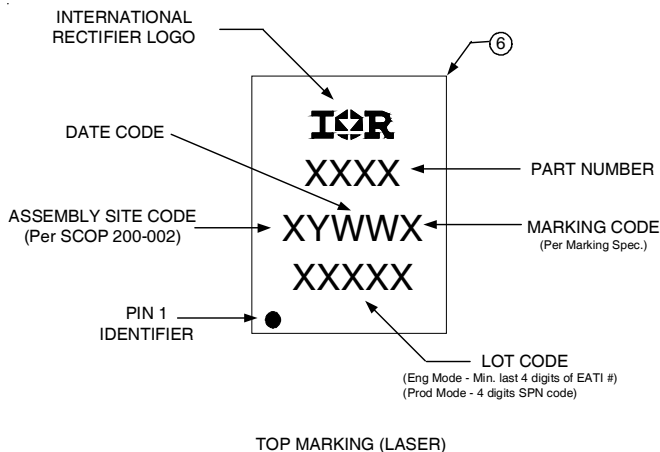 INTERNATIONAL
RECTIFIER LOGO
6
IOR
DATE CODE
XXXX
PART NUMBER
ASSEMBLY SITE CODE
(Per SCOP 200-002)
XYWWX
MARKING CODE
(Per Marking Spec.)
XXXXX
PIN 1
IDENTIFIER
LOT CODE
(Eng Mode - Min. last 4 digits of EATI #)
(Prod Mode - 4 digits SPN code)
TOP MARKING (LASER)